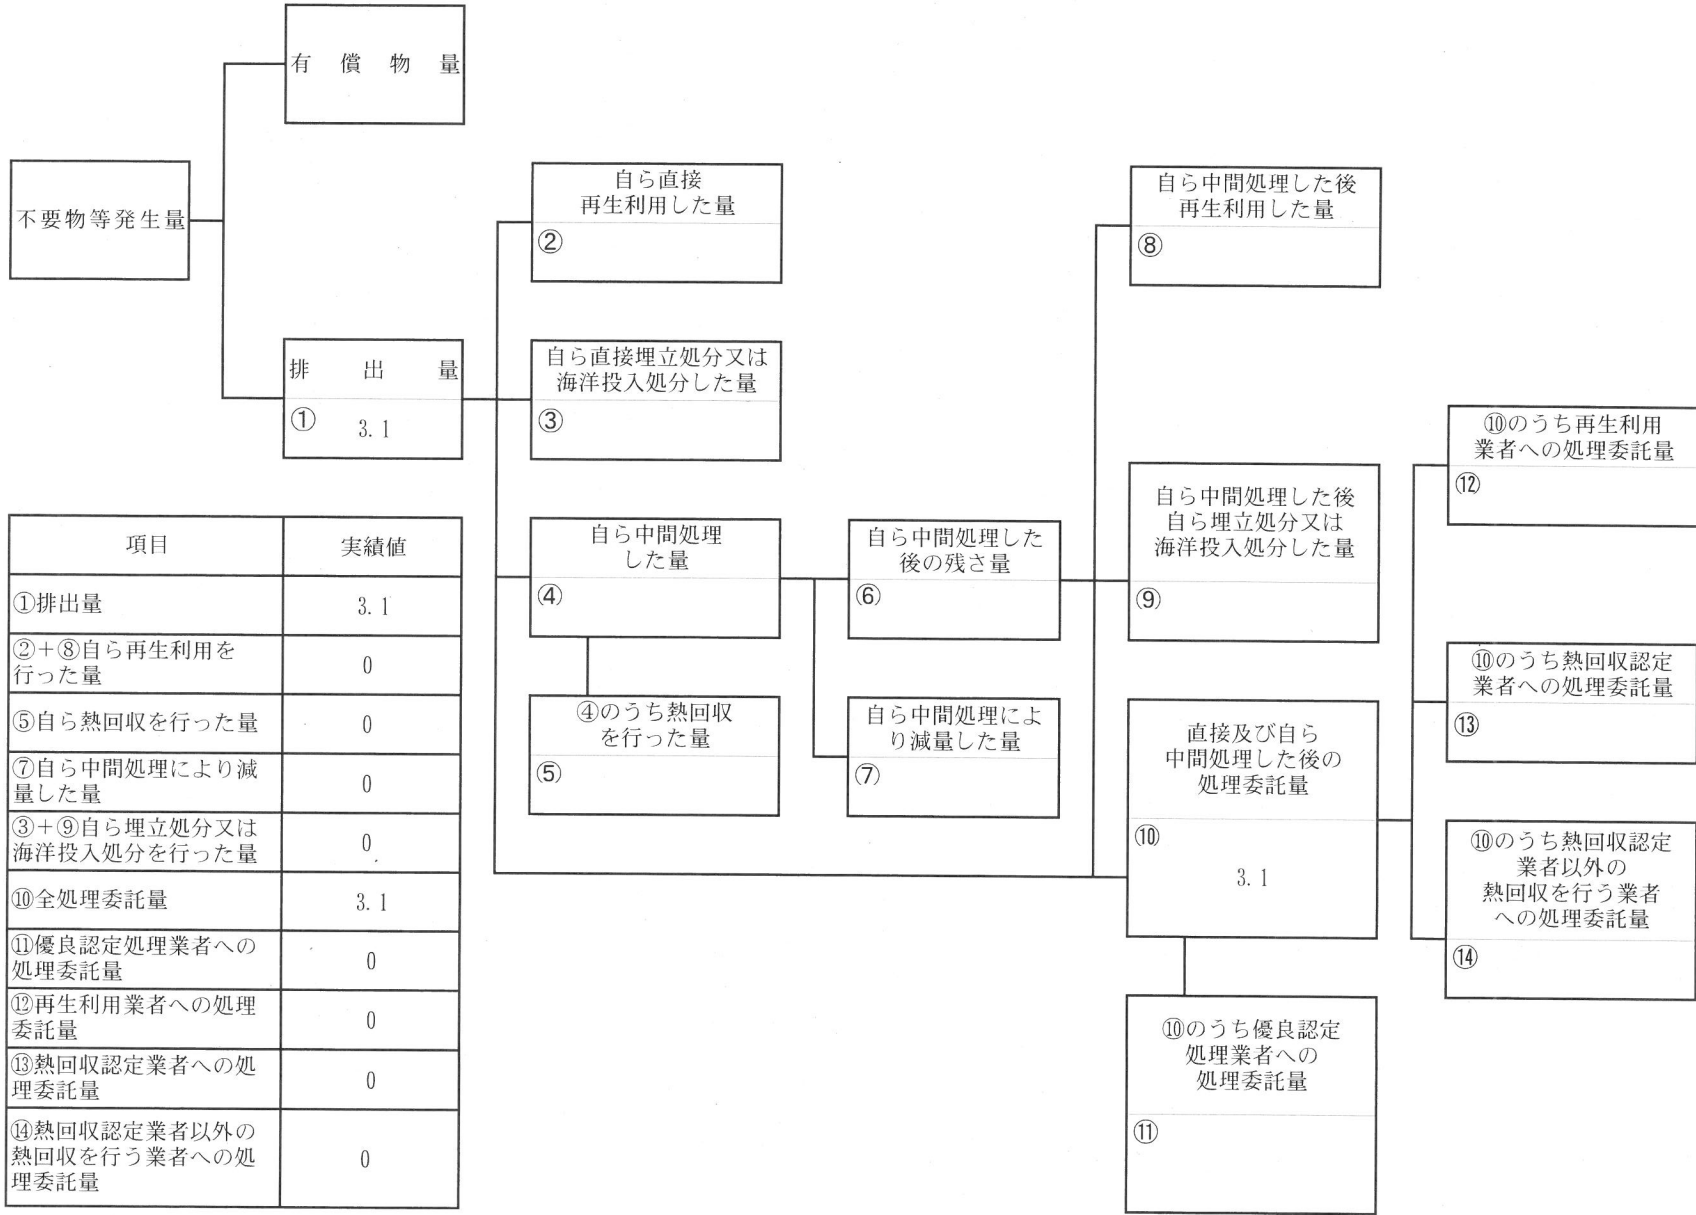 有償物量
不要物等発生量
排出量
①
3.1
自ら直接
再生利用した量
②
自ら直接埋立処分又は
海洋投入処分した量
③
自ら中間処理
した量
④
④のうち熱回収
を行った量
⑤
自ら中間処理した
後の残さ量
⑥
自ら中間処理によ
り減量した量
⑦
自ら中間処理した後
再生利用した量
⑧
自ら中間処理した後
自ら埋立処分又は
海洋投入処分した量
⑨
直接及び自ら
中間処理した後の
処理委託量
⑩
3.1
⑩のうち優良認定
処理業者への
処理委託量
⑪
⑩のうち再生利用
業者への処理委託量
⑫
⑩のうち熱回収認定
業者への処理委託量
⑬
⑩のうち熱回収認定
業者以外の
熱回収を行う業者
への処理委託量
⑭
項目 実績値
①排出量 3.1
②+⑧自ら再生利用を
行った量 0
⑤自ら熱回収を行った量 0
⑦自ら中間処理により減
量した量 0
③+⑨自ら埋立処分又は
海洋投入処分を行った量 0
⑩全処理委託量 3.1
⑪優良認定処理業者への
処理委託量 0
⑫再生利用業者への処理
委託量 0
⑬熱回収認定業者への処
理委託量 0
⑭熱回収認定業者以外の
熱回収を行う業者への処
理委託量 0